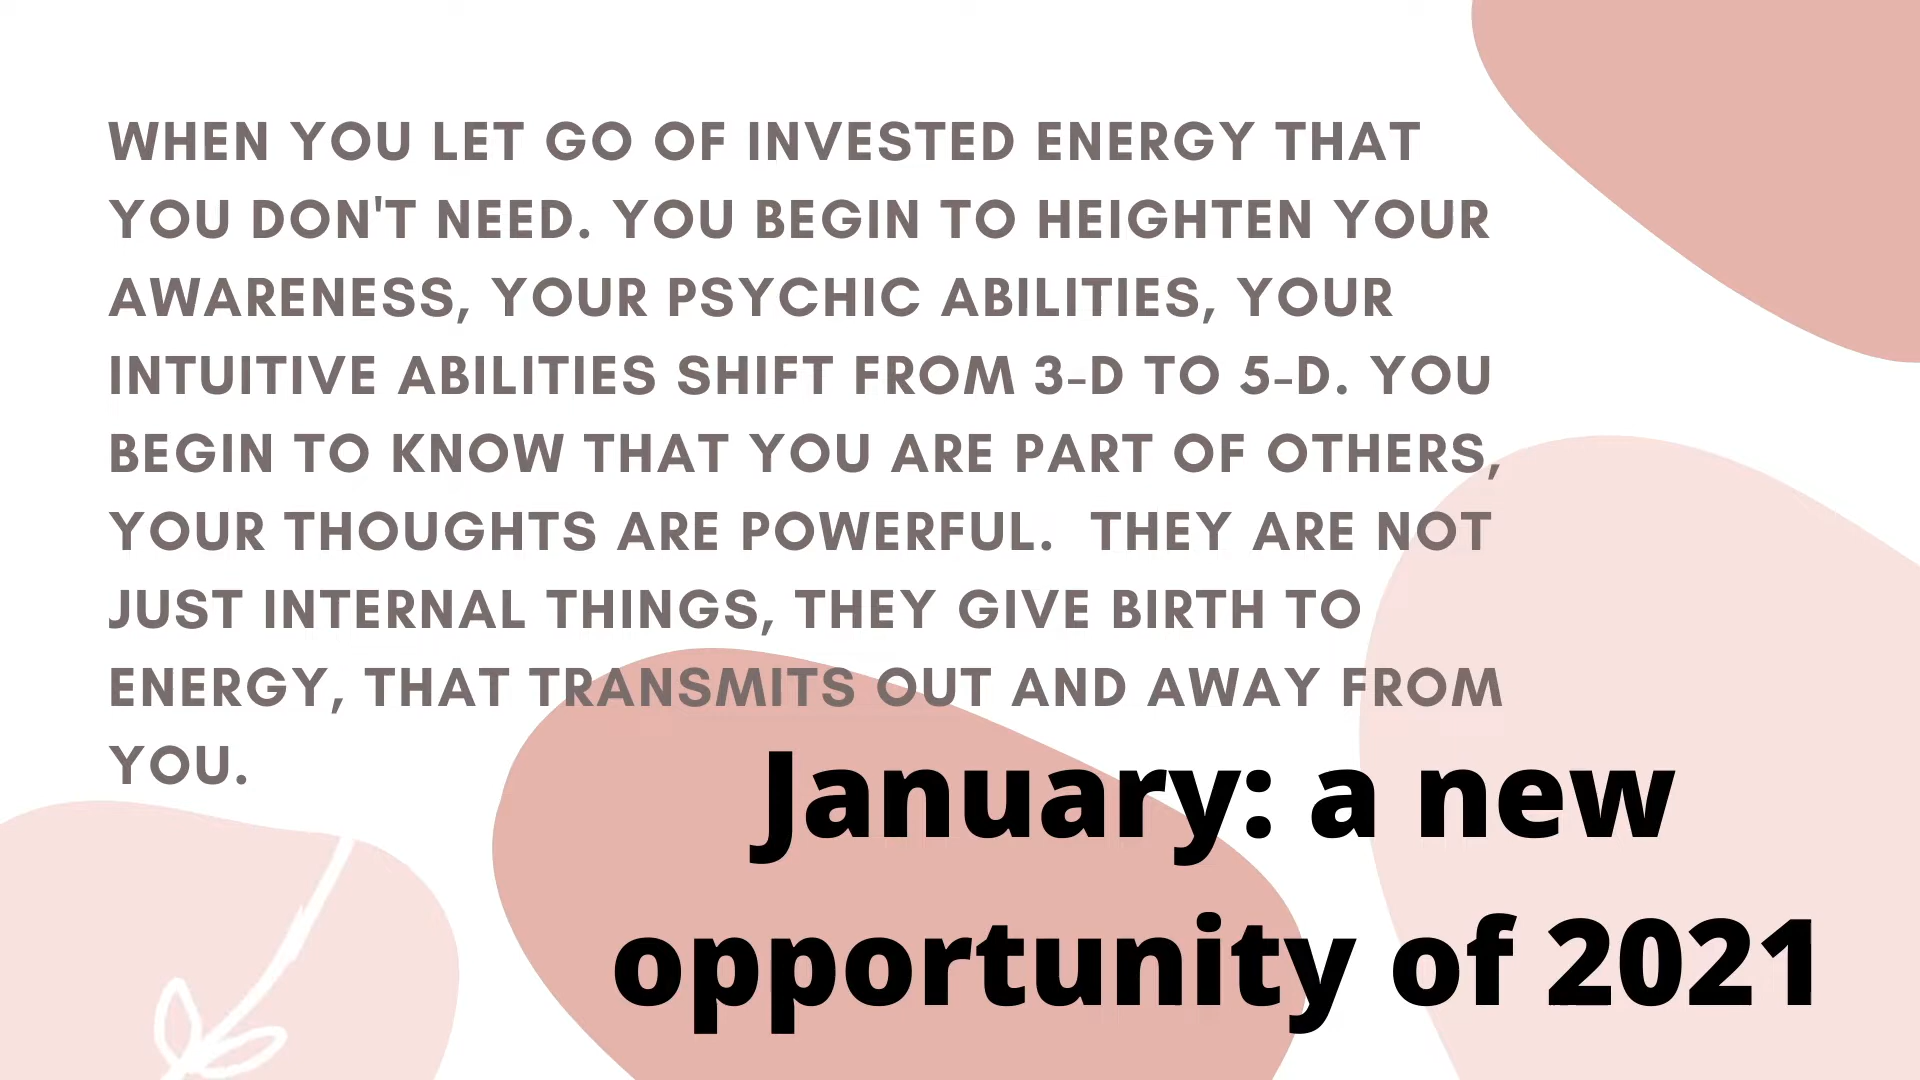 WHEN YOU LET GO OF INVESTED ENERGY THAT
YOU DON'T NEED. YOU BEGIN TO HEIGHTEN YOUR
AWARENESS, YOUR PSYCHIC ABILITIES, YOUR
INTUITIVE ABILITIES SHIFT FROM 3-D TO 5-D. YOU
BEGIN TO KNOW THAT YOU ARE PART OF OTHERS,
YOUR THOUGHTS ARE POWERFUL.  THEY ARE NOT
JUST INTERNAL THINGS, THEY GIVE BIRTH TO
ENERGY, THAT TRANSMITS OUT AND AWAY FROM
YOU.
January: a new
opportunity of 2021